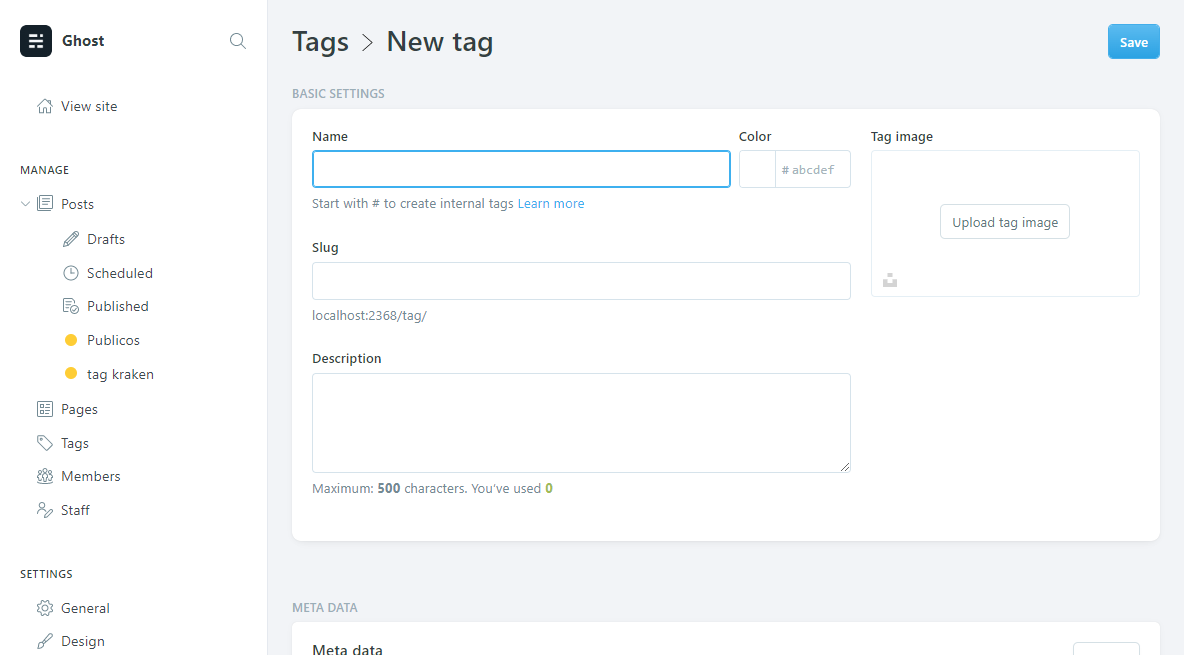 Ghost
View site
MANAGE
Posts
Drafts
Scheduled
Published
Publicos
tag kraken
Pages
Tags
Members
Staff
SETTINGS
General
Design
Tags > New tag
Save
BASIC SETTINGS
Name
Start with # to create internal tags Learn more
Color
# abcdef
Tag image
Upload tag image
Slug
localhost:2368/tag/
Description
Maximum: 500 characters. You've used 0
META DATA
Meta data